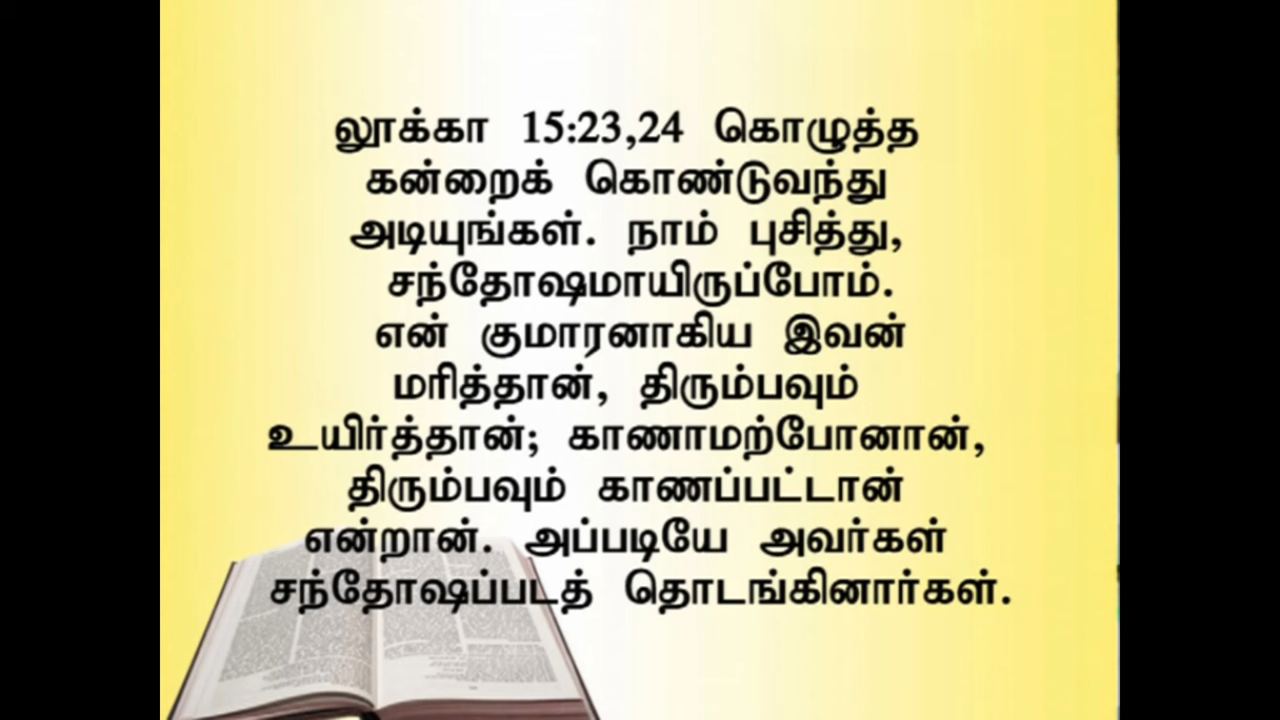 லூக்கா 15:23,24 கொழுத்த
கன்றைக் கொண்டுவந்து
அடியுங்கள். நாம் புசித்து,
சந்தோஷமாயிருப்போம்.
என் குமாரனாகிய இவன்
மரித்தான், திரும்பவும்
உயிர்த்தான்; காணாமற்போனான்,
திரும்பவும் காணப்பட்டான்
என்றான். அப்படியே அவர்கள்
சந்தோஷப்படத் தொடங்கினார்கள்.